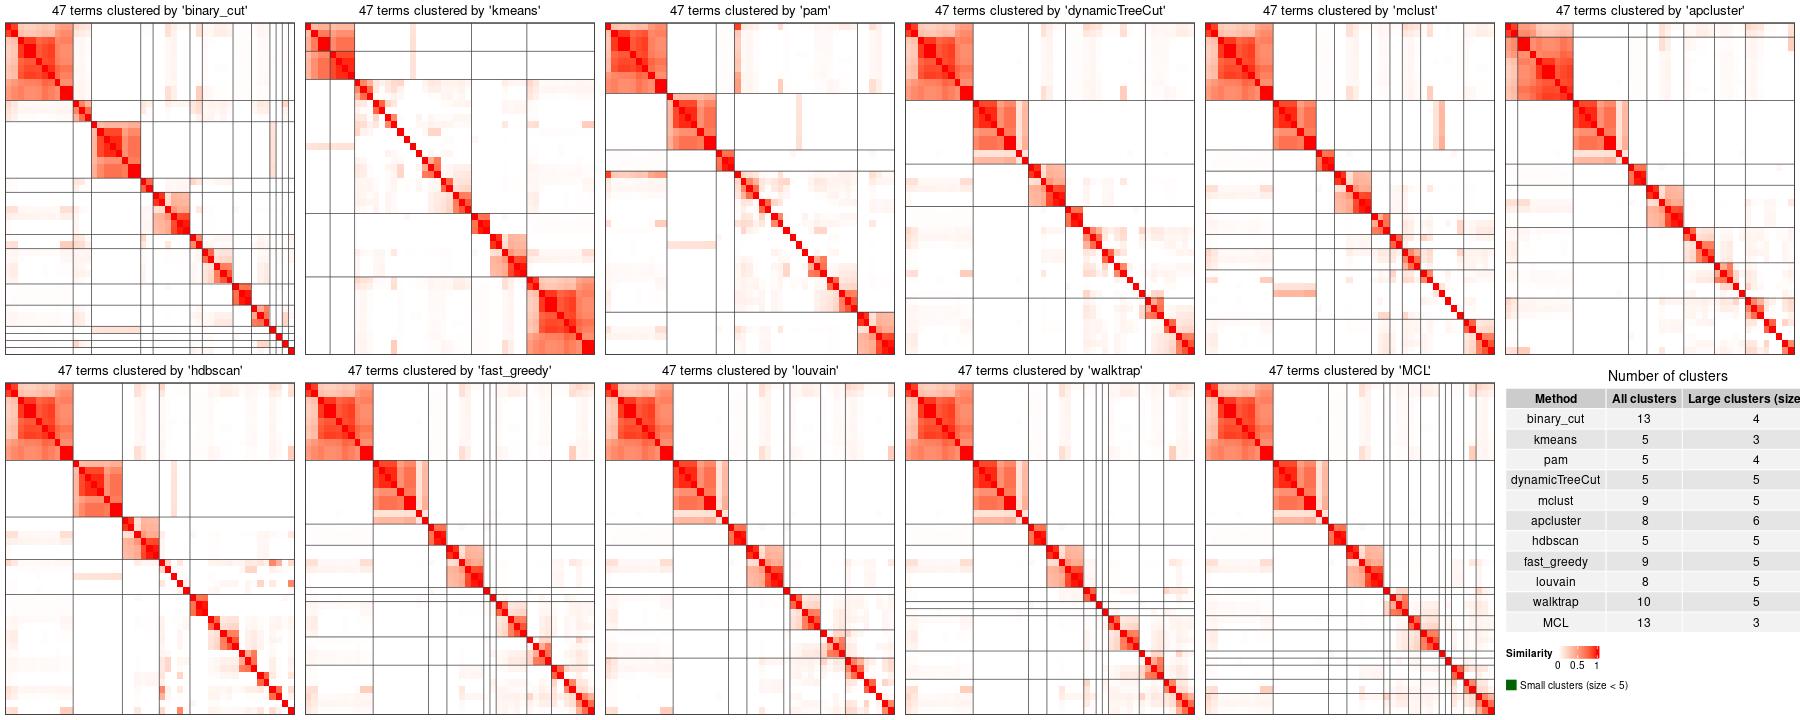 47 terms clustered by 'binary_cut'
47 terms clustered by 'kmeans'
47 terms clustered by 'pam'
47 terms clustered by 'dynamicTreeCut'
47 terms clustered by 'mclust'
47 terms clustered by 'apcluster'
47 terms clustered by 'hdbscan'
47 terms clustered by 'fast_greedy'
47 terms clustered by 'louvain'
47 terms clustered by 'walktrap'
47 terms clustered by 'MCL'
Number of clusters
Method All clusters Large clusters (size
binary_cut 13 4
kmeans 5 3
pam 5 4
dynamicTreeCut 5 5
mclust 9 5
apcluster 8 6
hdbscan 5 5
fast_greedy 9 5
louvain 8 5
walktrap 10 5
MCL 13 3
Similarity
0 0.5 1
Small clusters (size < 5)